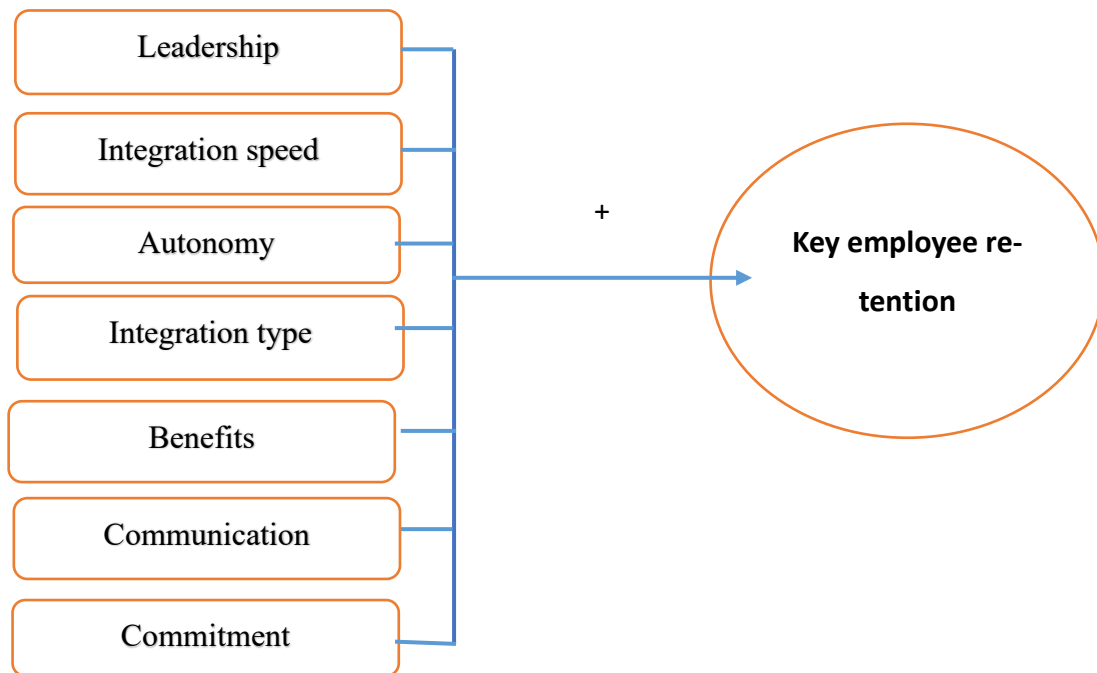 Leadership
Integration speed
Autonomy
Integration type
Benefits
Communication
Commitment
+
Key employee re-
tention